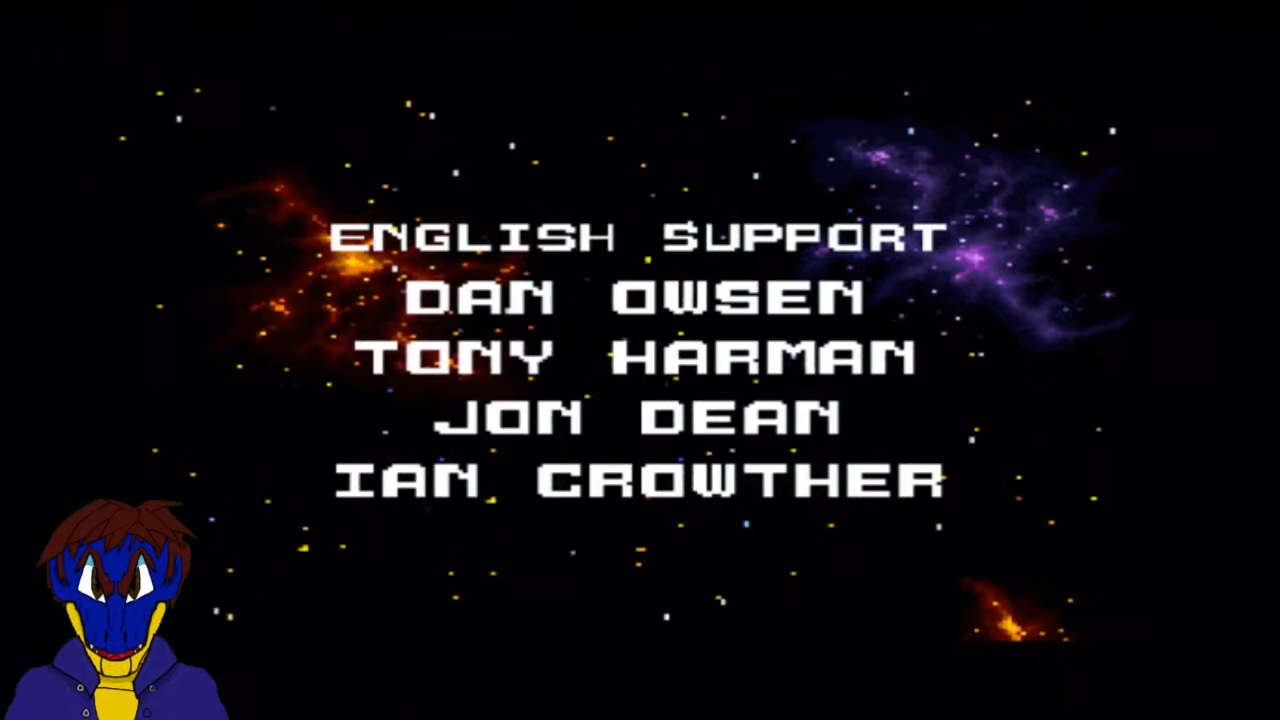 ENGLISH SUPPORT
DAN OWSEN
TONY HARMAN
JON DEAN
IAN CROWTHER